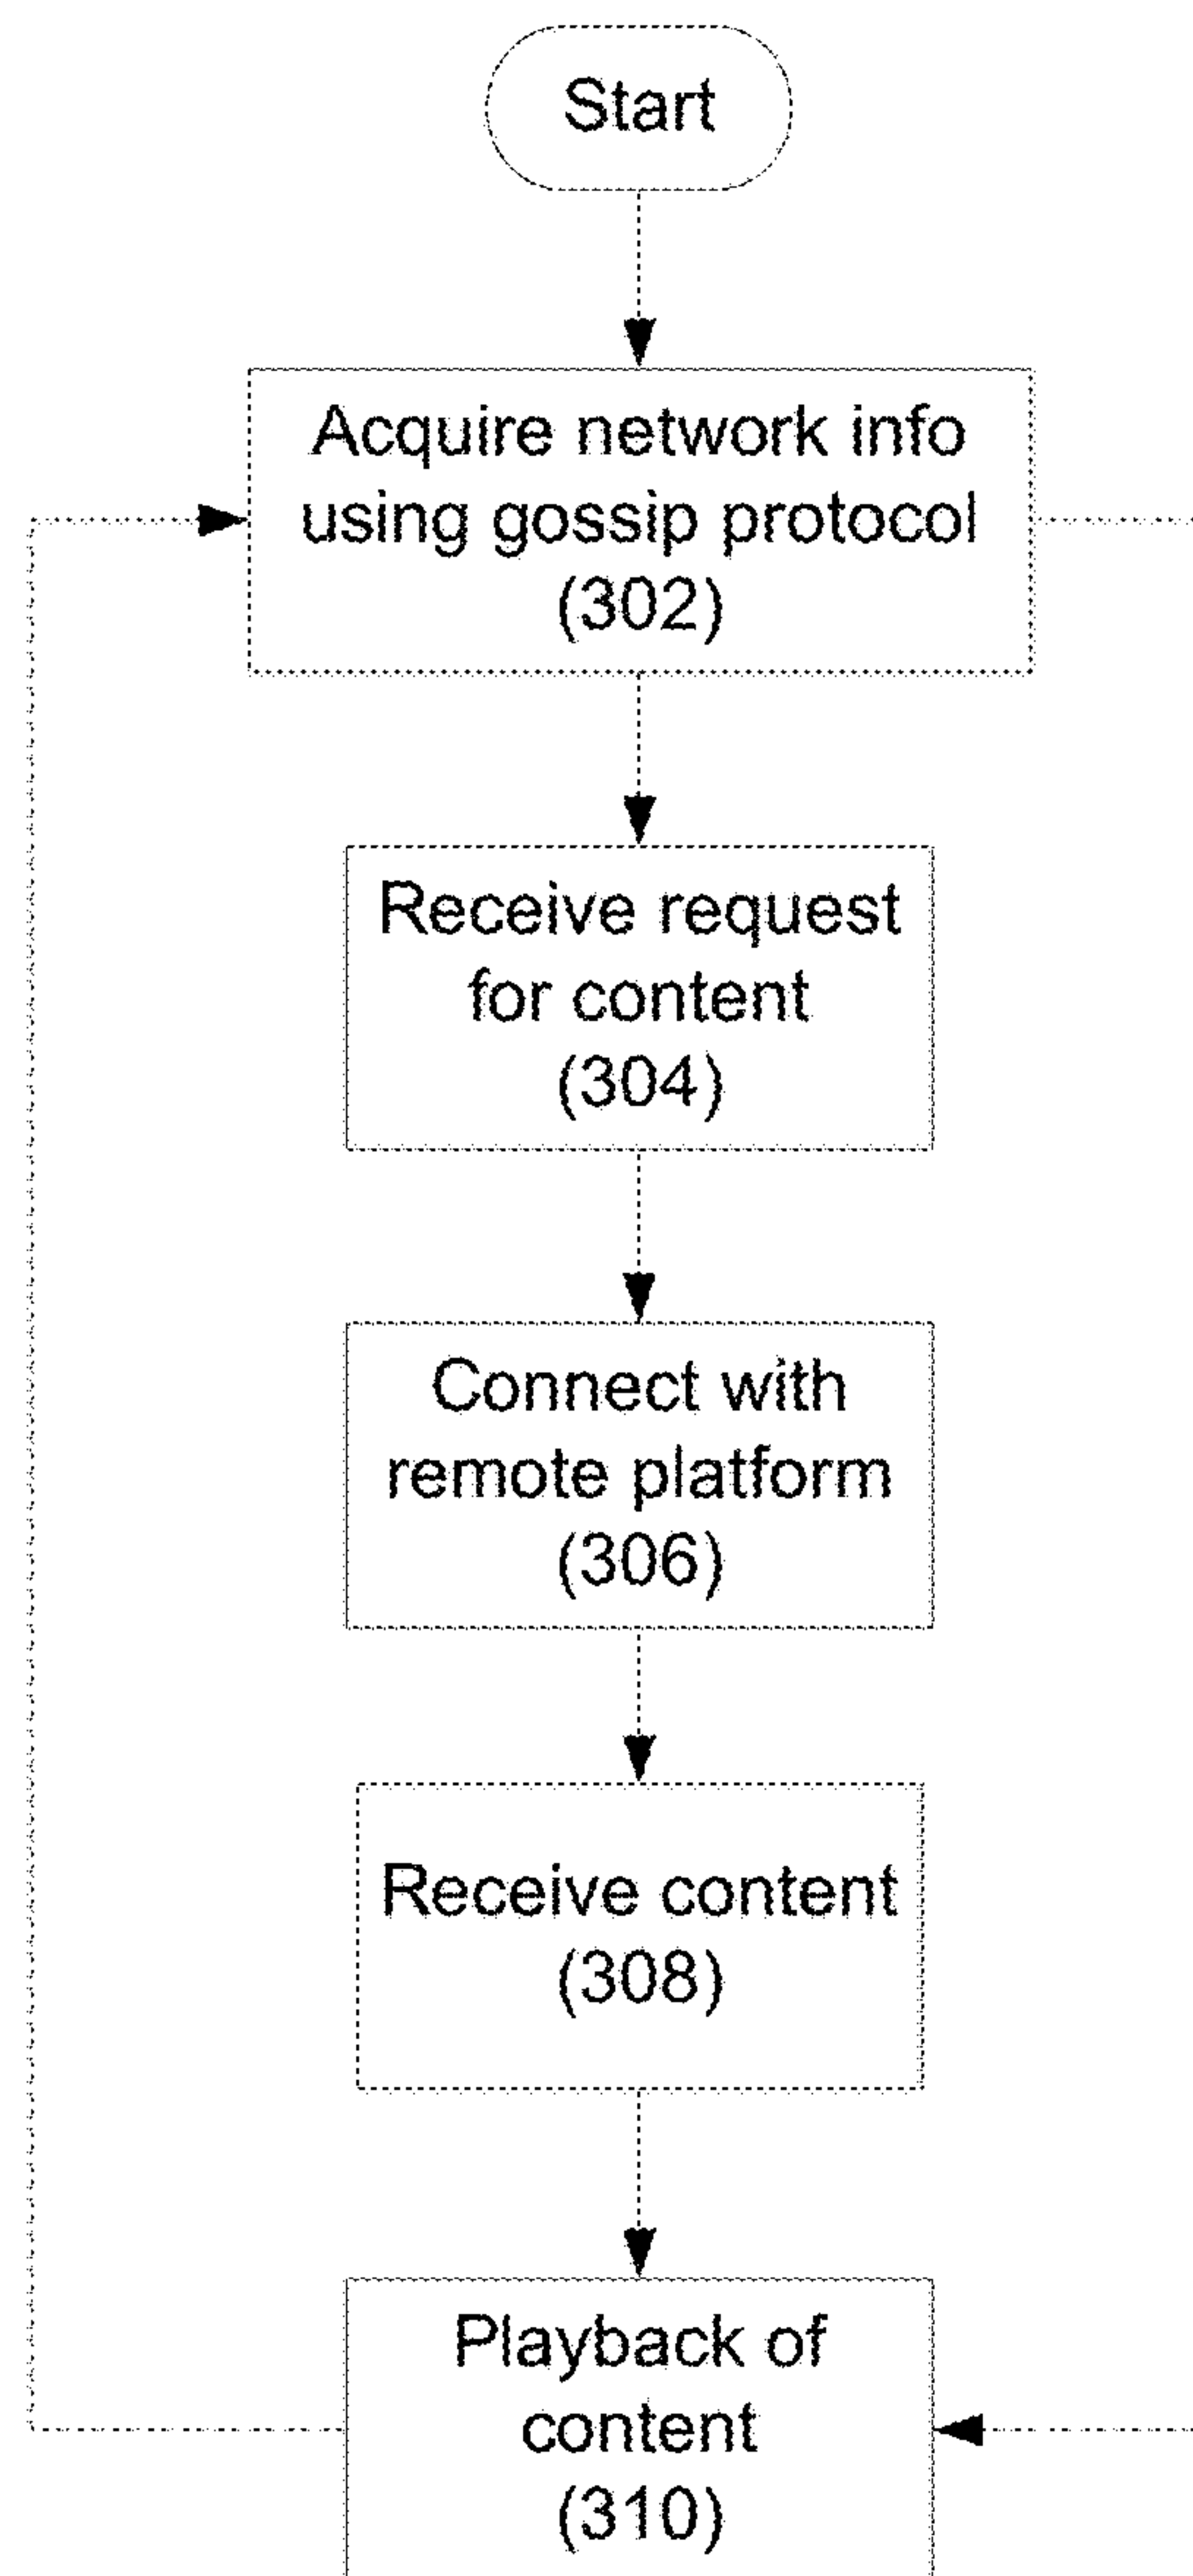 Start
Acquire network info
using gossip protocol
(302)
Receive request
for content
(304)
Connect with
remote platform
(306)
Receive content
(308)
Playback of
content
(310)